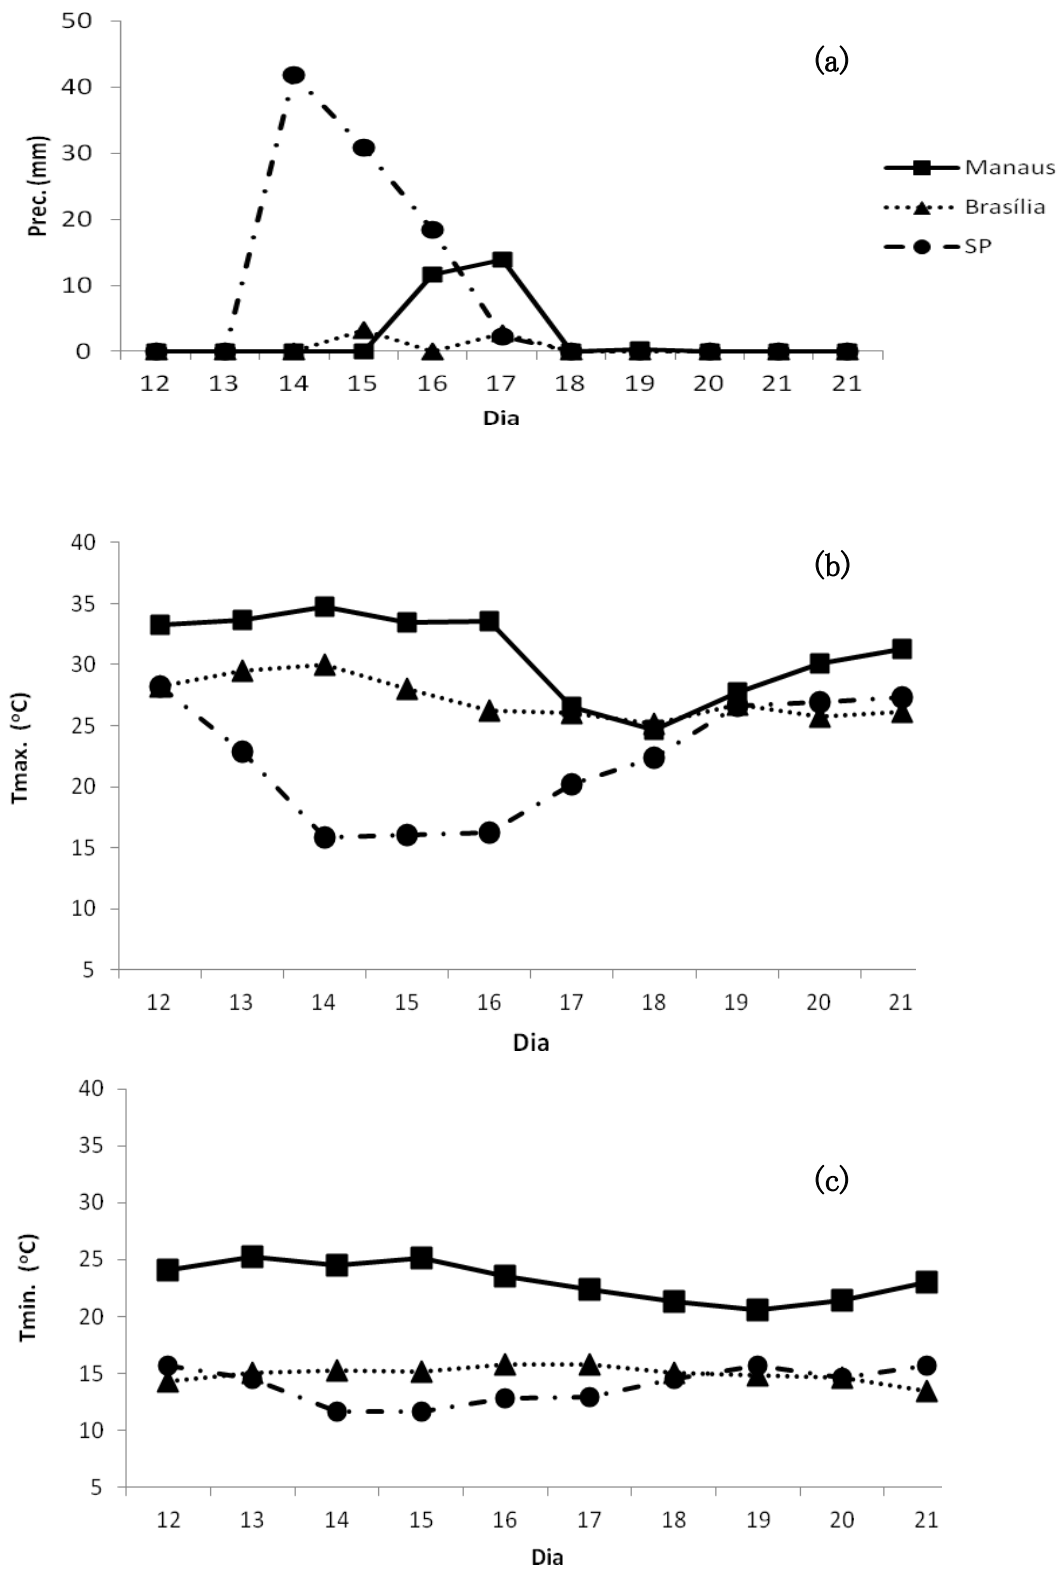 50
(a)
40
30
Prec. (mm)
Manaus
20
Brasília
SP
10
0
12 13 14 15 16 17 18 19 20 21 21
Dia
40
(b)
35
30
25
Tmax. (°C)
20
15
10
5
12 13 14 15 16 17 18 19 20 21
Dia
40
35
(c)
30
25
Tmin. (°C)
20
15
10
5
12 13 14 15 16 17 18 19 20 21
Dia